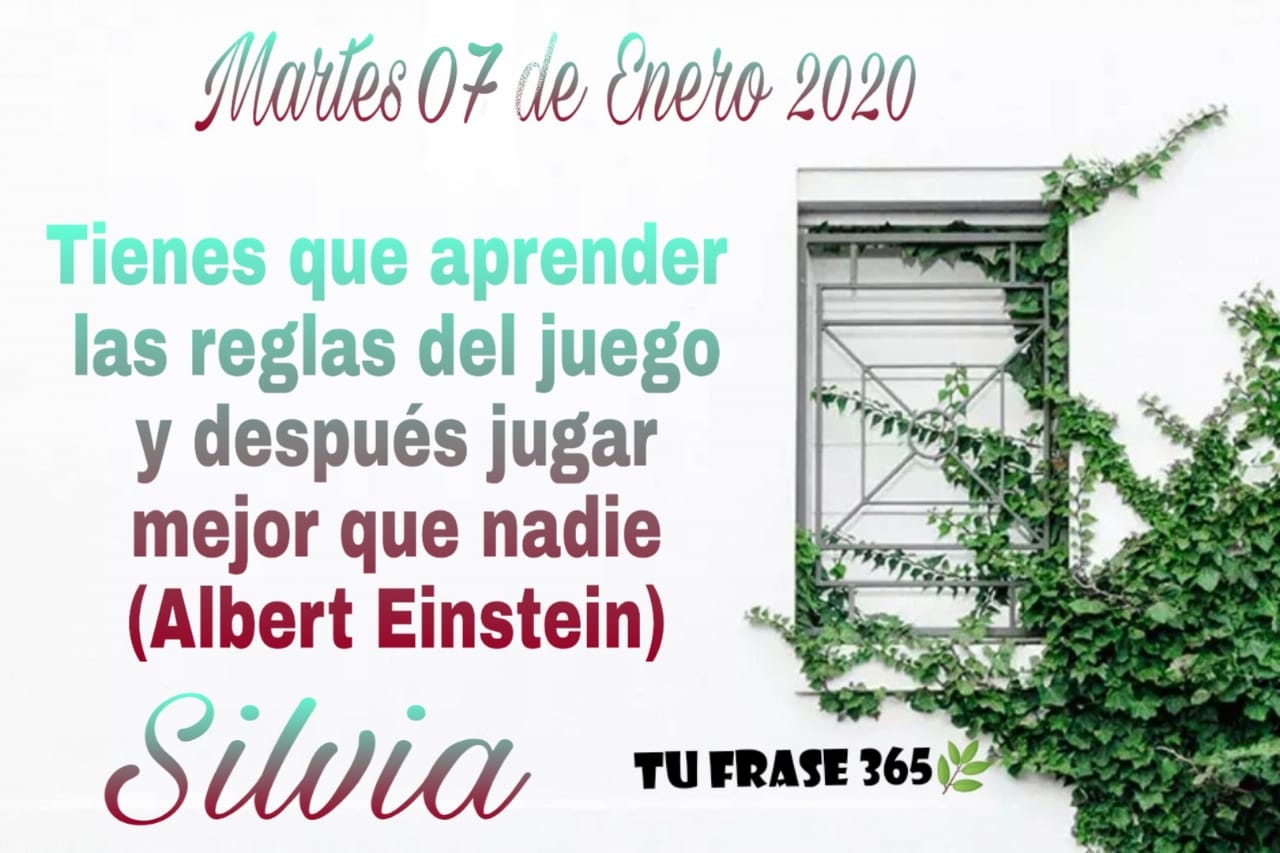 Martes 07 de Enero 2020
Tienes que aprender
las reglas del juego
y después jugar
mejor que nadie
(Albert Einstein)
Silvia
TU FRASE 365